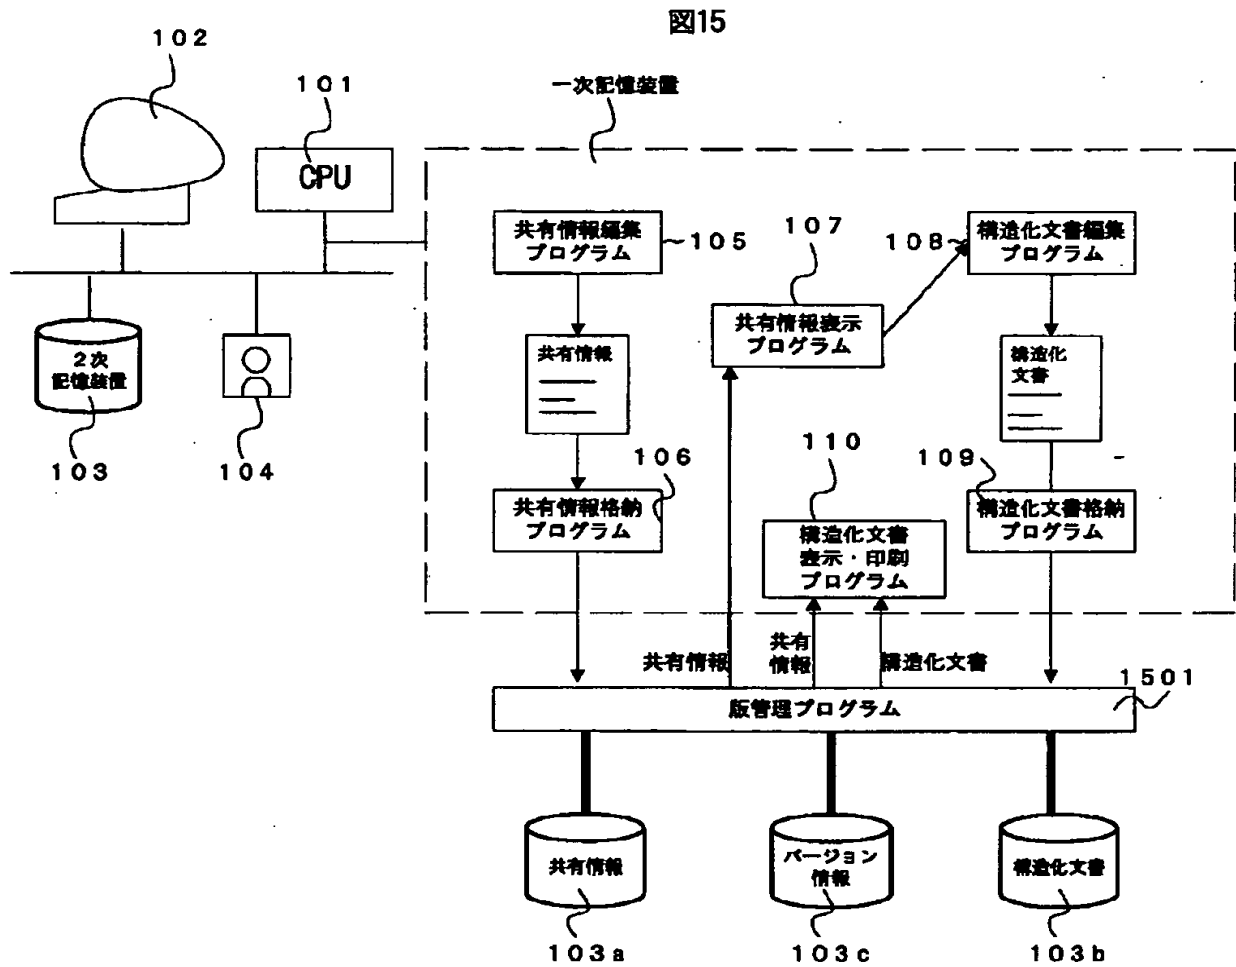 図15
102
101
一次記憶装置
CPU
共有情報編集
プログラム
105
107
108
構造化文書編集
プログラム
共有情報表示
プログラム
2次
記憶装置
共有情報
構造化
文書
103
104
106
110
109
共有情報格納
プログラム
構造化文書
表示・印刷
プログラム
構造化文書格納
プログラム
共有情報
共有
情報
構造化文書
1501
版管理プログラム
共有情報
バージョン
情報
構造化文書
103a
103c
103b